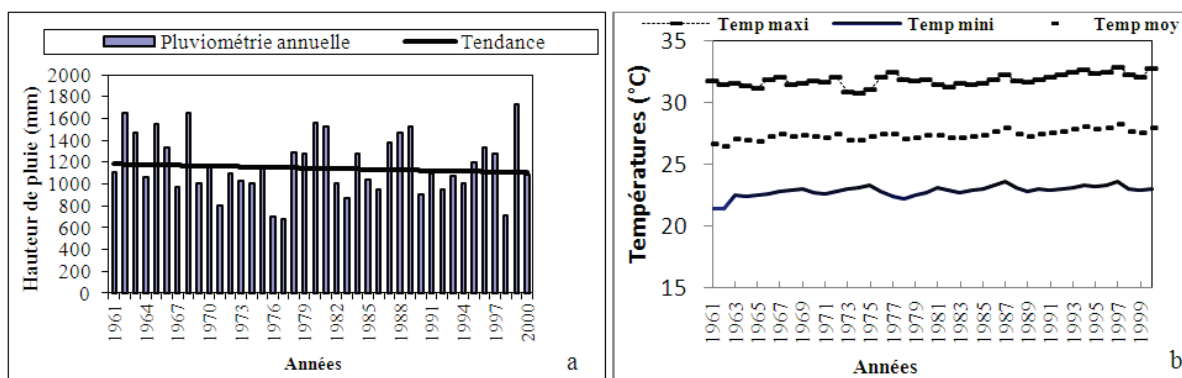 Pluviométrie annuelle Tendance
Hauteur de pluie (mm)
2000
1800
1600
1400
1200
1000
800
600
400
200
0
1961 1964 1967 1970 1973 1976 1979 1982 1985 1988 1991 1994 1997 2000
Années
a
Temp maxi Temp mini Temp moy
Températures (°C)
35
30
25
20
15
1961 1963 1965 1967 1969 1971 1973 1975 1977 1979 1981 1983 1985 1987 1989 1991 1993 1995 1997 1999
Années
b